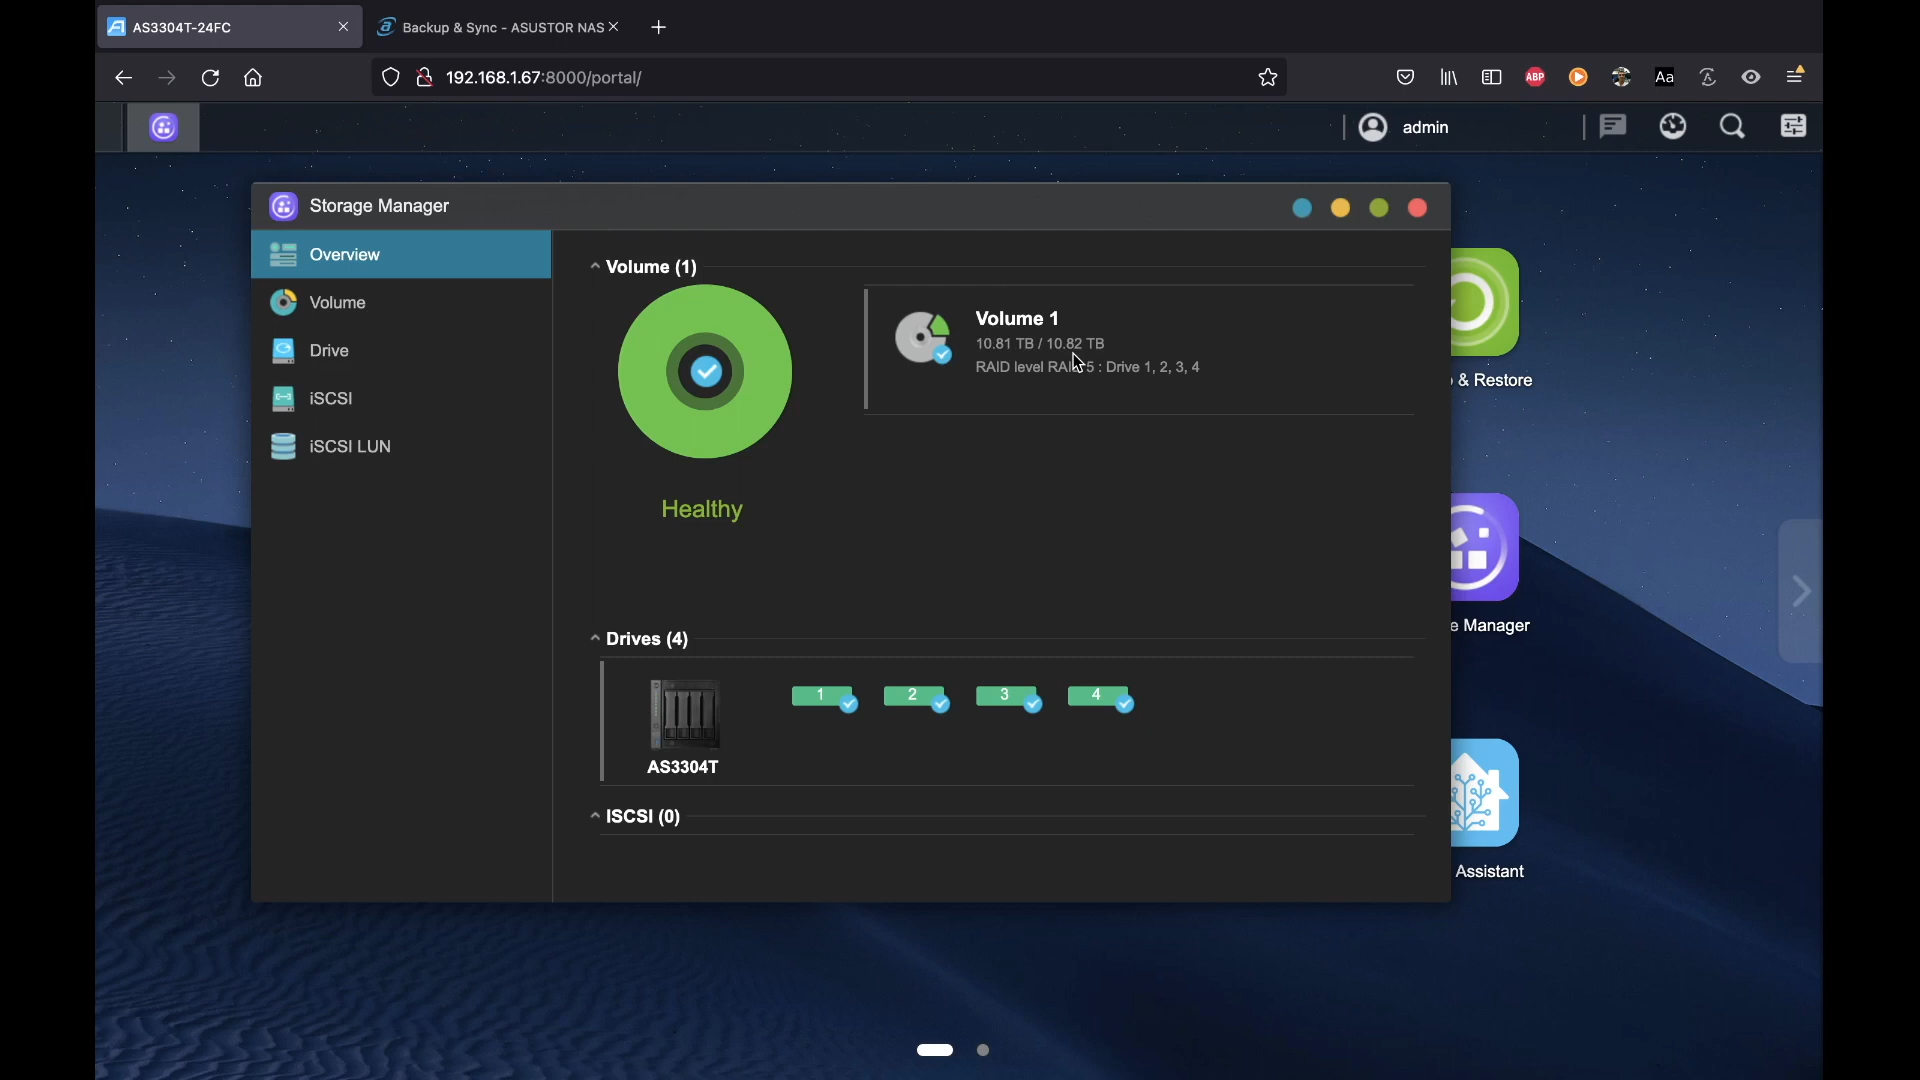 AS3304T-24FC
Backup & Sync - ASUSTOR NAS
192.168.1.67:8000/portal/
ABP
Aa
admin
Storage Manager
Overview
Volume
Drive
iSCSI
iSCSI LUN
Volume (1)
Volume 1
10.81 TB / 10.82 TB
RAID level 5 : Drive 1, 2, 3, 4
Healthy
Drives (4)
1
2
3
4
AS3304T
ISCSI (0)
& Restore
e Manager
Assistant